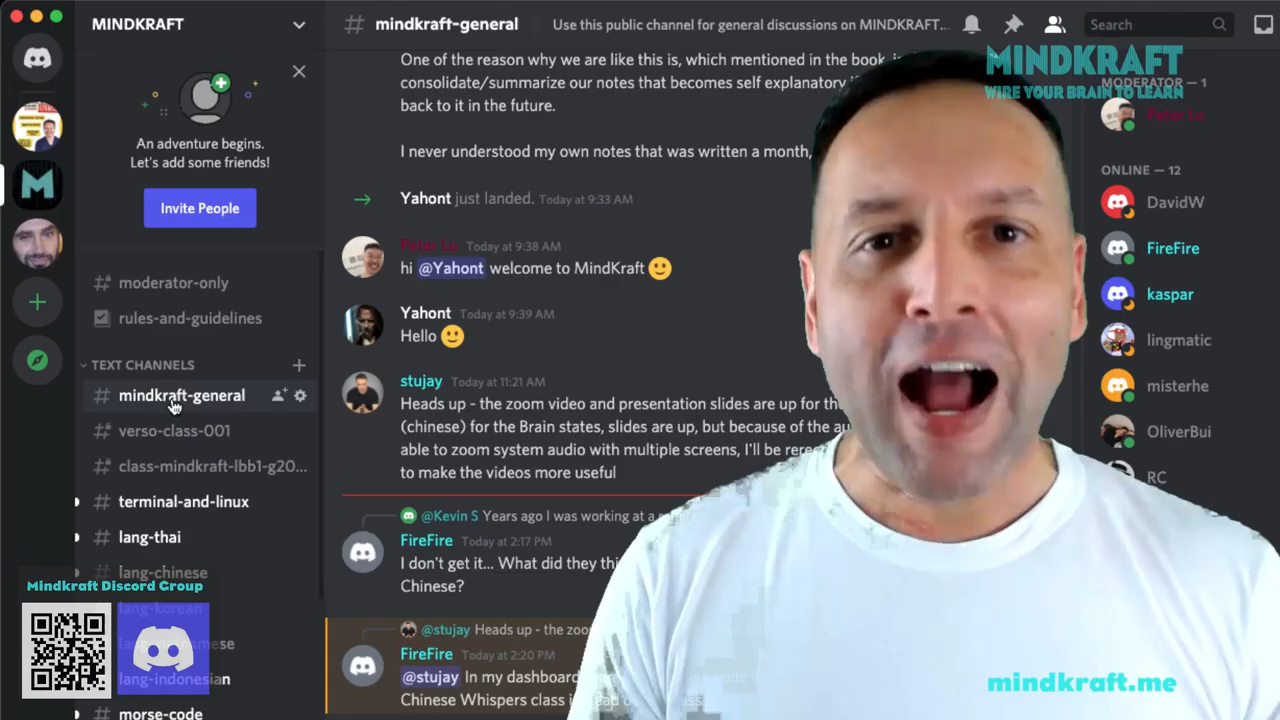 MINDKRAFT
An adventure begins.
Let's add some friends!
Invite People
moderator-only
rules-and-guidelines
TEXT CHANNELS
mindkraft-general
verso-class-001
class-mindkraft-lbb1-g20...
terminal-and-linux
lang-thai
lang-chinese
Mindkraft Discord Group
lang-korean
lang-indonesian
morse-code
# mindkraft-general
Use this public channel for general discussions on MINDKRAFT...
Search
One of the reason why we are like this is, which mentioned in the book,
consolidate/summarize our notes that becomes self explanatory
back to it in the future.
I never understood my own notes that was written a month,
Yahont just landed. Today at 9:33 AM
Peter Lo Today at 9:38 AM
hi @Yahont welcome to MindKraft 🙂
Yahont Today at 9:39 AM
Hello 🙂
stujay Today at 11:21 AM
Heads up - the zoom video and presentation slides are up for the
(chinese) for the Brain states, slides are up, but because of the
able to zoom system audio with multiple screens, I'll be
to make the videos more useful
@Kevin S Years ago I was working at a
FireFire Today at 2:17 PM
I don't get it... What did they
Chinese?
@stujay Heads up - the
FireFire Today at 2:20 PM
@stujay In my dashboard
Chinese Whispers class
MINDKRAFT
WIRE YOUR BRAIN TO LEARN
MODERATOR — 1
Peter Lo
ONLINE — 12
DavidW
FireFire
kaspar
lingmatic
misterhe
OliverBui
RC
mindkraft.me